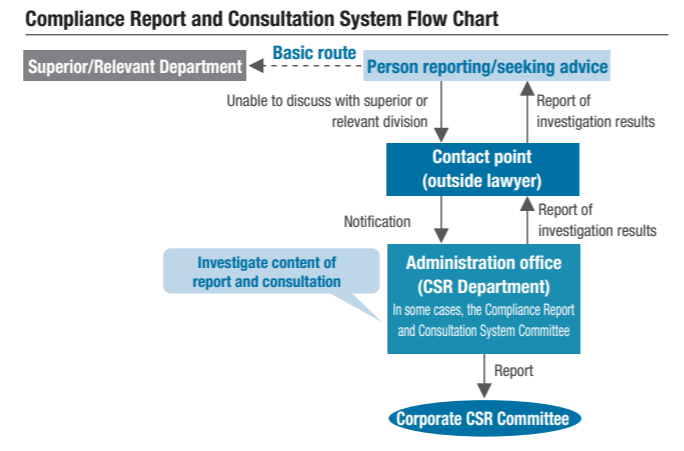 Compliance Report and Consultation System Flow Chart
Basic route
Superior/Relevant Department
Person reporting/seeking advice
Unable to discuss with superior or
relevant division
Report of
investigation results
Contact point
(outside lawyer)
Notification
Report of
investigation results
Investigate content of
report and consultation
Administration office
(CSR Department)
In some cases, the Compliance Report
and Consultation System Committee
Report
Corporate CSR Committee